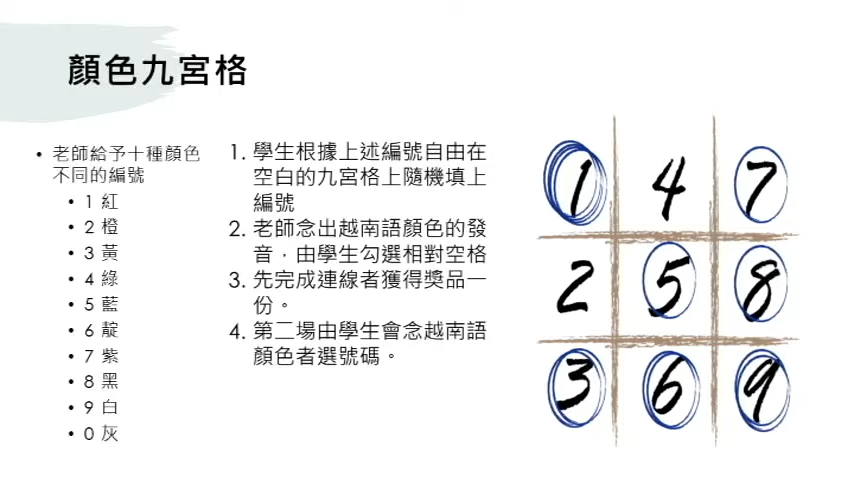 顏色九宮格
• 老師給予十種顏色
不同的編號
• 1 紅
• 2 橙
• 3 黃
• 4 綠
• 5 藍
• 6 靛
• 7 紫
• 8 黑
• 9 白
• 0 灰
1. 學生根據上述編號自由在
空白的九宮格上隨機填上
編號
2. 老師念出越南語顏色的發
音，由學生勾選相對空格
3. 先完成連線者獲得獎品一
份。
4. 第二場由學生會念越南語
顏色者選號碼。
1 4 7
2 5 8
3 6 9